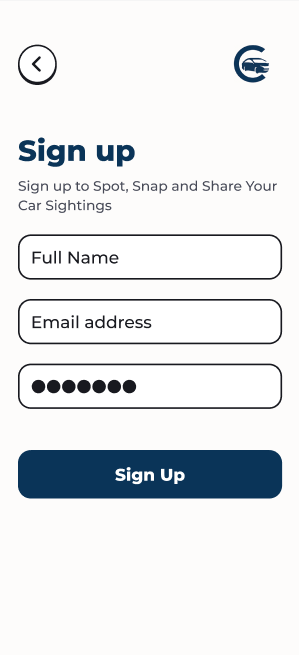 Sign up
Sign up to Spot, Snap and Share Your
Car Sightings
Full Name
Email address
●●●●●●●
Sign Up